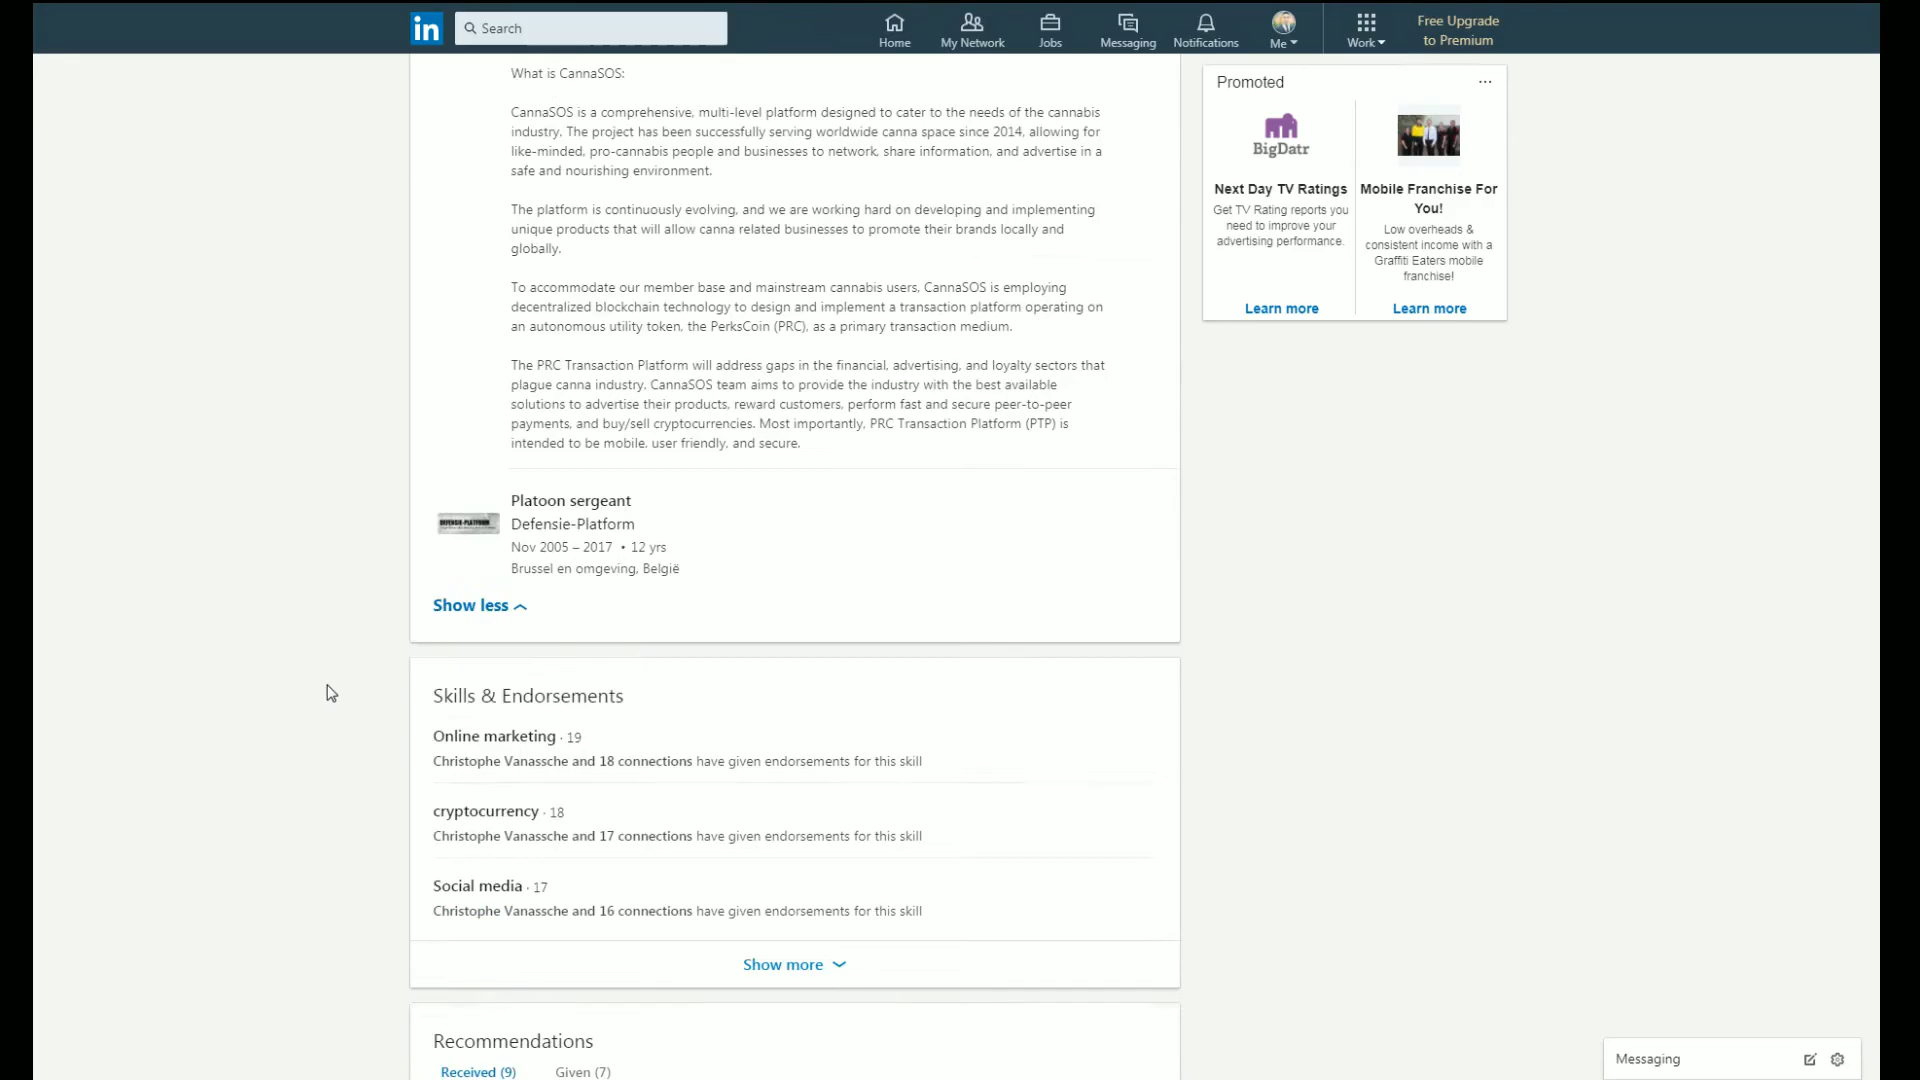 in
Search
Home
My Network
Jobs
Messaging
Notifications
Me
Work
Free Upgrade
to Premium
What is CannaSOS:
CannaSOS is a comprehensive, multi-level platform designed to cater to the needs of the cannabis
industry. The project has been successfully serving worldwide canna space since 2014, allowing for
like-minded, pro-cannabis people and businesses to network, share information, and advertise in a
safe and nourishing environment.
The platform is continuously evolving, and we are working hard on developing and implementing
unique products that will allow canna related businesses to promote their brands locally and
globally.
To accommodate our member base and mainstream cannabis users, CannaSOS is employing
decentralized blockchain technology to design and implement a transaction platform operating on
an autonomous utility token, the PerksCoin (PRC), as a primary transaction medium.
The PRC Transaction Platform will address gaps in the financial, advertising, and loyalty sectors that
plague canna industry. CannaSOS team aims to provide the industry with the best available
solutions to advertise their products, reward customers, perform fast and secure peer-to-peer
payments, and buy/sell cryptocurrencies. Most importantly, PRC Transaction Platform (PTP) is
intended to be mobile, user friendly, and secure.
DEFENSIE-PLATFORM
Platoon sergeant
Defensie-Platform
Nov 2005 – 2017 • 12 yrs
Brussel en omgeving, België
Show less
Skills & Endorsements
Online marketing · 19
Christophe Vanassche and 18 connections have given endorsements for this skill
cryptocurrency · 18
Christophe Vanassche and 17 connections have given endorsements for this skill
Social media · 17
Christophe Vanassche and 16 connections have given endorsements for this skill
Show more
Recommendations
Received (9)
Given (7)
Promoted
...
BigDatr
Next Day TV Ratings
Get TV Rating reports you
need to improve your
advertising performance.
Learn more
Mobile Franchise For
You!
Low overheads &
consistent income with a
Graffiti Eaters mobile
franchise!
Learn more
Messaging